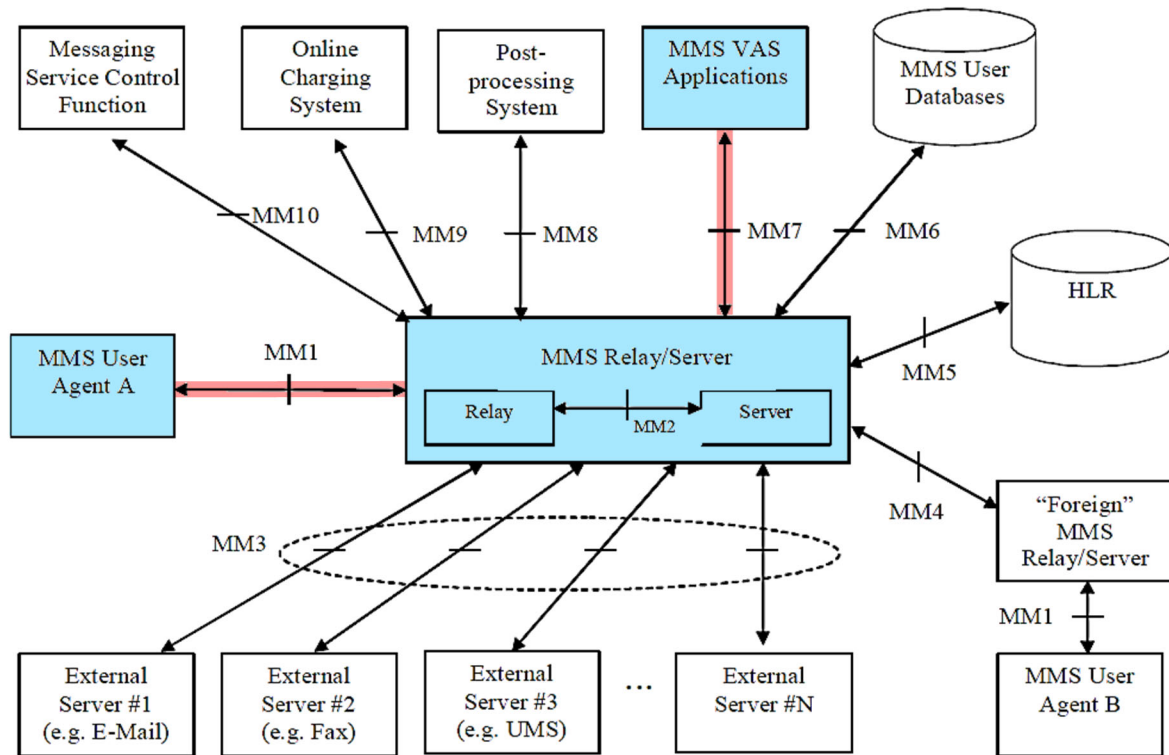 Messaging
Service Control
Function
Online
Charging
System
Post-
processing
System
MMS VAS
Applications
MMS User
Databases
MM10
MM9
MM8
MM7
MM6
HLR
MMS User
Agent A
MM1
MMS Relay/Server
MM5
Relay
MM2
Server
MM4
“Foreign”
MMS
Relay/Server
MM3
MM1
External
Server #1
(e.g. E-Mail)
External
Server #2
(e.g. Fax)
External
Server #3
(e.g. UMS)
...
External
Server #N
MMS User
Agent B